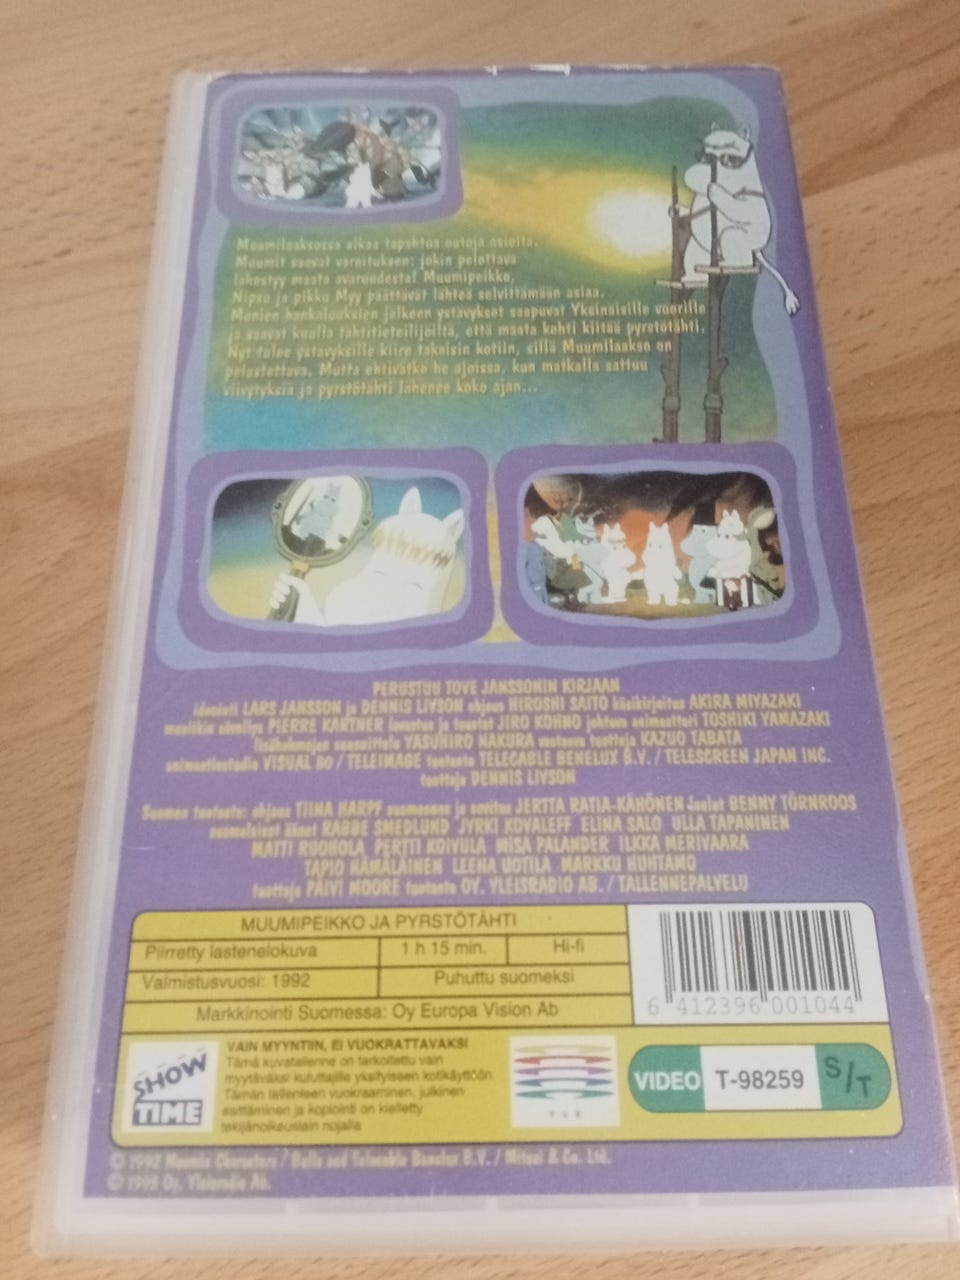 Muumilaaksossa alkaa tapahtua outoja asioita.
Muumit saavat varoituksen: jokin pelottava
lähestyy maata avaruudesta! Muumipeikko,
Nipsu ja pikku Myy päättävät lähteä selvittämään asiaa.
Monien hankaluuksien jälkeen ystävykset saapuvat Yksinäisille vuorille
ja saavat kuulla tähtitieteilijöiltä, että maata kohti kiitää pyrstötähti.
Nyt tulee ystävyksille kiire takaisin kotiin, sillä Muumilaakso on
pelastettava. Mutta ehtivätkö he ajoissa, kun matkalla sattuu
viivytyksiä ja pyrstötähti lähenee koko ajan...
PERUSTUU TOVE JANSSONIN KIRJAAN
ideointi LARS JANSSON ja DENNIS LIVSON ohjaus HIROSHI SAITO käsikirjoitus AKIRA MIYAZAKI
musiikin sävellys PIERRE KARTNER JIRO KOHNO johtava animaattori TOSHIKI YAMAZAKI
lisähahmojen suunnittelu YASUHIRO NAKURA vastaava tuottaja KAZUO TABATA
animaatiostudio VISUAL 80 / TELEIMAGE tuotanto TELECABLE BENELUX B.V. / TELESCREEN JAPAN INC.
tuottaja DENNIS LIVSON
Suomen tuotanto: ohjaus TIINA HARPF suomennos ja sovitus JERTTA RATIA-KÄHÖNEN laulut BENNY TÖRNROOS
suomalaiset äänet RABBE SMEDLUND JYRKI KOVALEFF ELINA SALO ULLA TAPANINEN
MATTI RUOHOLA PERTTI KOIVULA MISA PALANDER ILKKA MERIVAARA
TAPIO HÄMÄLÄINEN LEENA UOTILA MARKKU HUHTAMO
tuottaja PÄIVI MOORE tuotanto OY. YLEISRADIO AB. / TALLENNEPALVELU
MUUMIPEIKKO JA PYRSTÖTÄHTI
Piirretty lastenelokuva 1 h 15 min. Hi-fi
Valmistusvuosi: 1992 Puhuttu suomeksi
Markkinointi Suomessa: Oy Europa Vision Ab
6 412396 001044
SHOW
TIME
VAIN MYYNTIIN, EI VUOKRATTAVAKSI
Tämä kuvatallenne on tarkoitettu vain
myytäväksi kuluttajille yksityiseen kotikäyttöön.
Tämän tallenteen vuokraaminen, julkinen
esittäminen ja kopiointi on kielletty
tekijänoikeuslain nojalla
VIDEO T-98259 S/T
© 1992 Moomin Characters / Bulls and Telecable Benelux B.V. / Mitsui & Co. Ltd.
© 1995 Oy. Yleisradio Ab.